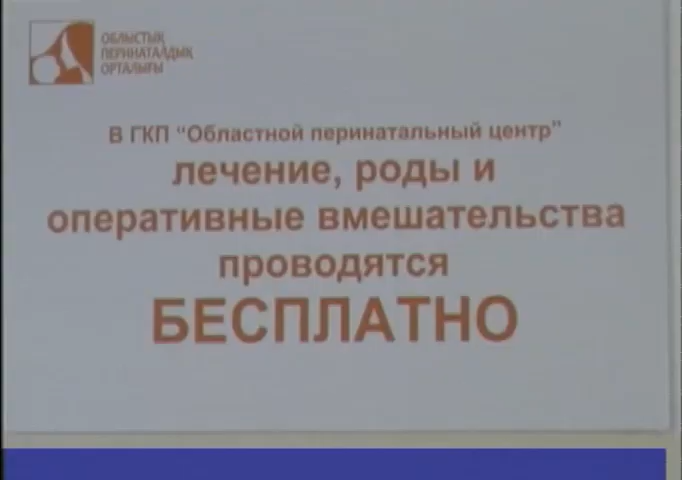 ОБЛЫСТЫҚ
ПЕРИНАТАЛДЫҚ
ОРТАЛЫҒЫ
В ГКП "Областной перинатальный центр"
лечение, роды и
оперативные вмешательства
проводятся
БЕСПЛАТНО